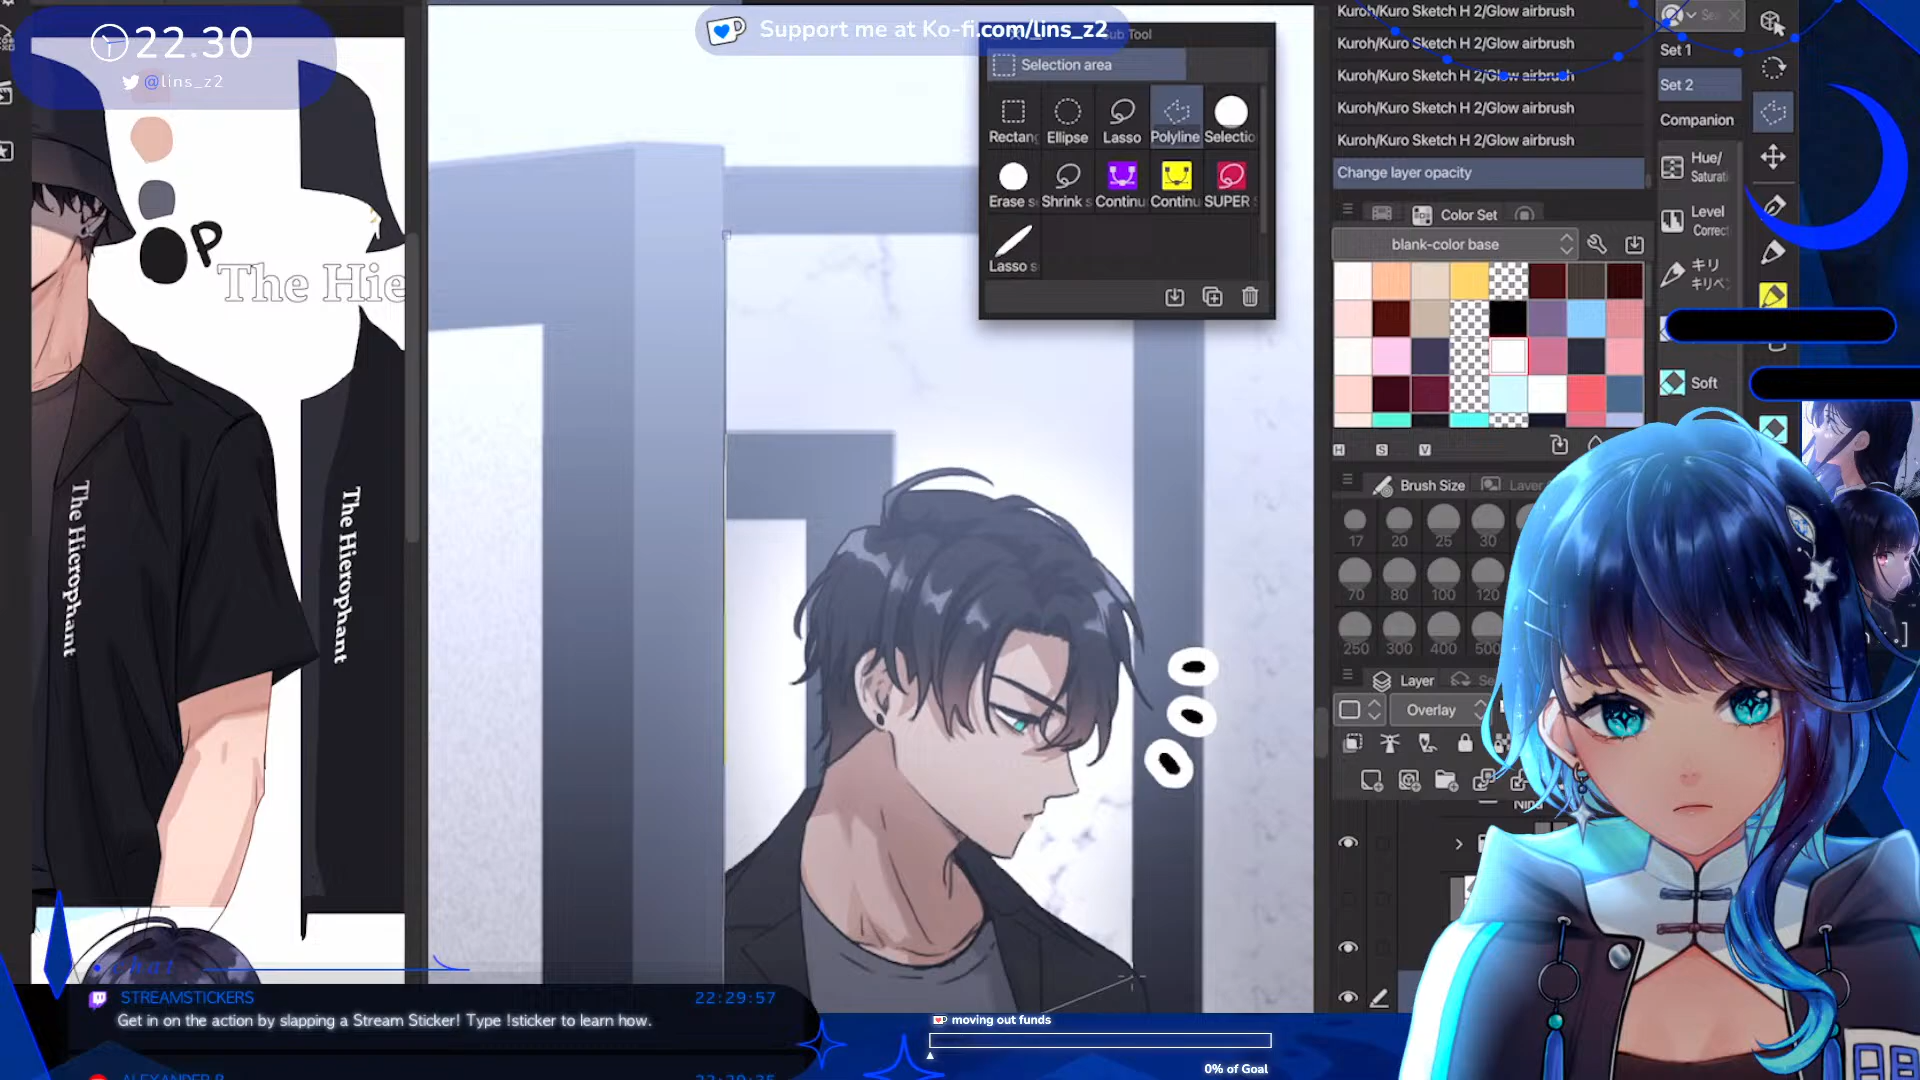 22.30
@lins_z2
Support me at Ko-fi.com/lins_z2
P
The Hie
The Hierophant
The Hierophant
Sub Tool
Selection area
Rectan
Ellipse
Lasso
Polyline
Selectio
Erase s
Shrink s
Continu
Continu
SUPER
Lasso s
Kuroh/Kuro Sketch H 2/Glow airbrush
Kuroh/Kuro Sketch H 2/Glow airbrush
Kuroh/Kuro Sketch H 2/Glow airbrush
Kuroh/Kuro Sketch H 2/Glow airbrush
Kuroh/Kuro Sketch H 2/Glow airbrush
Change layer opacity
Color Set
blank-color base
H
S
V
Set 1
Set 2
Companion
Hue/
Saturati
Level
Correc
キリ
キリペ
Soft
Brush Size
Layer
17
20
25
30
70
80
100
120
250
300
400
500
Layer
Se
Overlay
chat
STREAMSTICKERS
22:29:57
Get in on the action by slapping a Stream Sticker! Type !sticker to learn how.
moving out funds
0% of Goal